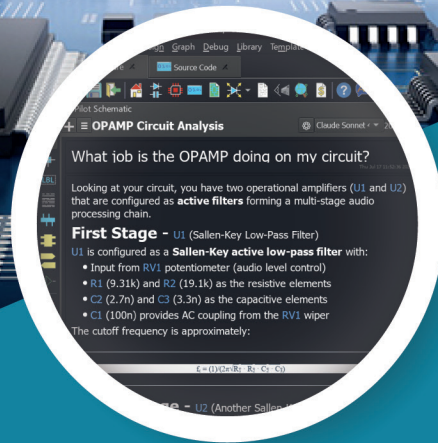 Graph Debug Library
Source Code
Schematic
≡ OPAMP Circuit Analysis
Claude Sonnet
What job is the OPAMP doing on my circuit?
Looking at your circuit, you have two operational amplifiers (U1 and U2)
that are configured as active filters forming a multi-stage audio
processing chain.
First Stage - U1 (Sallen-Key Low-Pass Filter)
U1 is configured as a Sallen-Key active low-pass filter with:
• Input from RV1 potentiometer (audio level control)
• R1 (9.31k) and R2 (19.1k) as the resistive elements
• C2 (2.7n) and C3 (3.3n) as the capacitive elements
• C1 (100n) provides AC coupling from the RV1 wiper
The cutoff frequency is approximately:
- U2 (Another